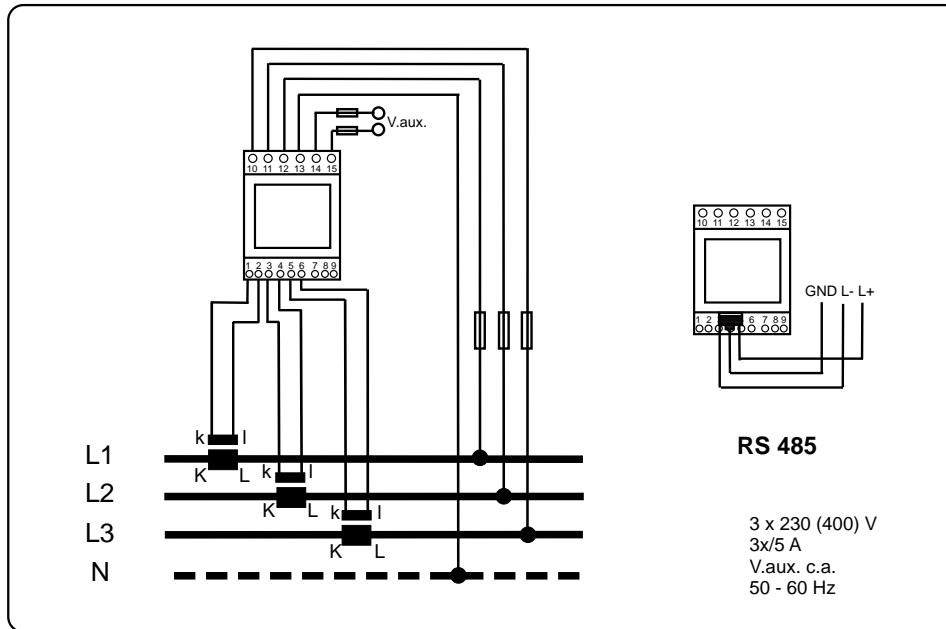 V.aux.
10 11 12 13 14 15
1 2 3 4 5 6 7 8 9
k l
L1
K L
k l
L2
K L
k l
L3
K L
N
10 11 12 13 14 15
GND L- L+
1 2 6 7 8 9
RS 485
3 x 230 (400) V
3x/5 A
V.aux. c.a.
50 - 60 Hz